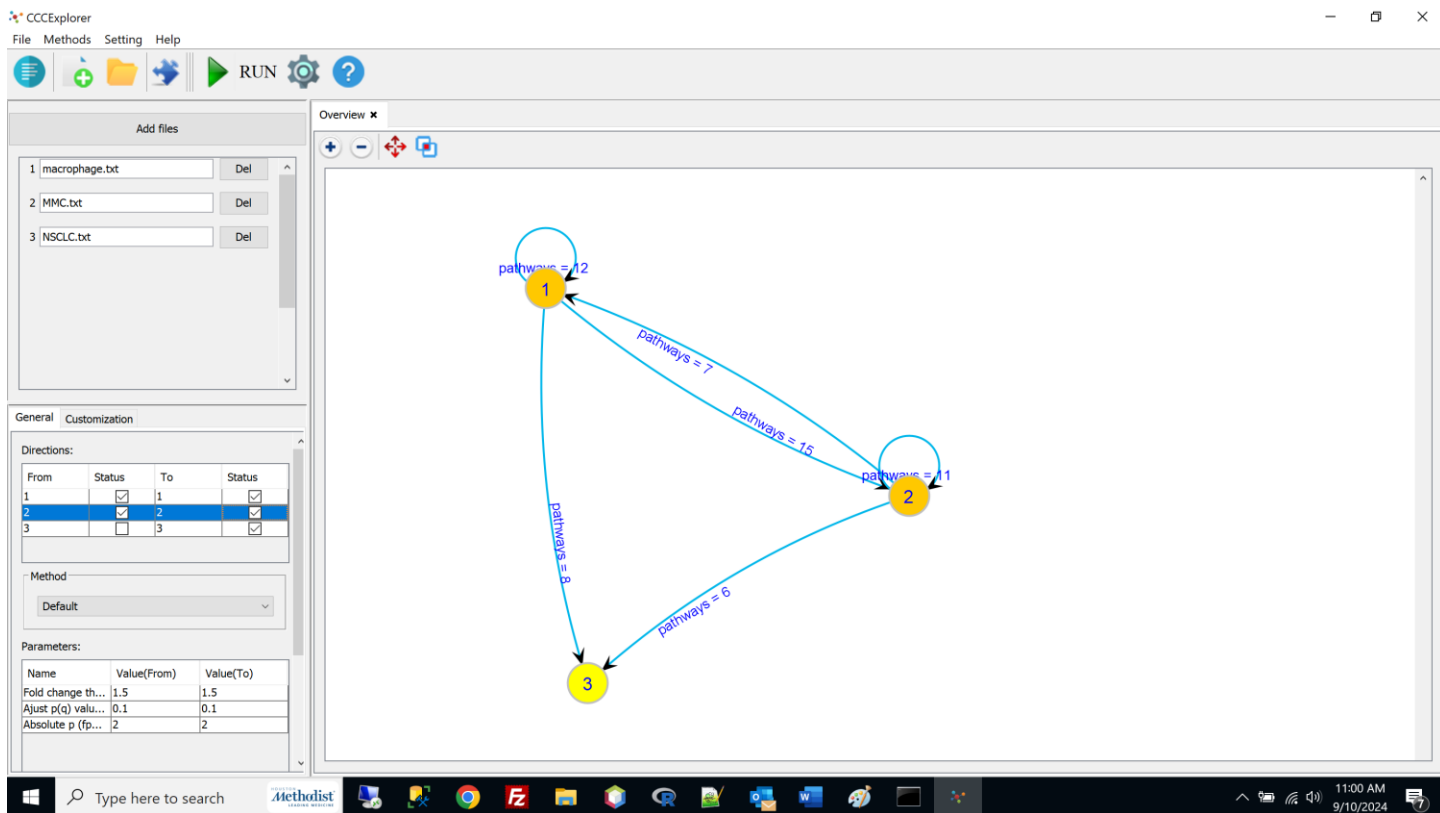 CCCExplorer
File Methods Setting Help
RUN
Add files
1 macrophage.txt Del
2 MMC.txt Del
3 NSCLC.txt Del
General Customization
Directions:
From Status To Status
1 1
2 2
3 3
Method
Default
Parameters:
Name Value(From) Value(To)
Fold change th... 1.5 1.5
Ajust p(q) valu... 0.1 0.1
Absolute p (fp... 2 2
Overview
pathways = 12
1
pathways = 7
pathways = 15
pathways = 11
2
pathways = 8
pathways = 6
3
Type here to search
Methodist
LEADING MEDICINE
11:00 AM
9/10/2024
7